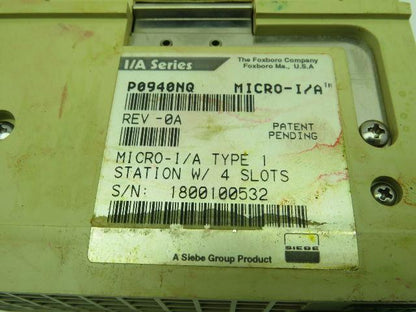 I/A Series
The Foxboro Company
Foxboro Ma., U.S.A
P0940NQ MICRO-I/A™
REV -0A
PATENT
PENDING
MICRO-I/A TYPE 1
STATION W/ 4 SLOTS
S/N: 1800100532
SIEBE
A Siebe Group Product